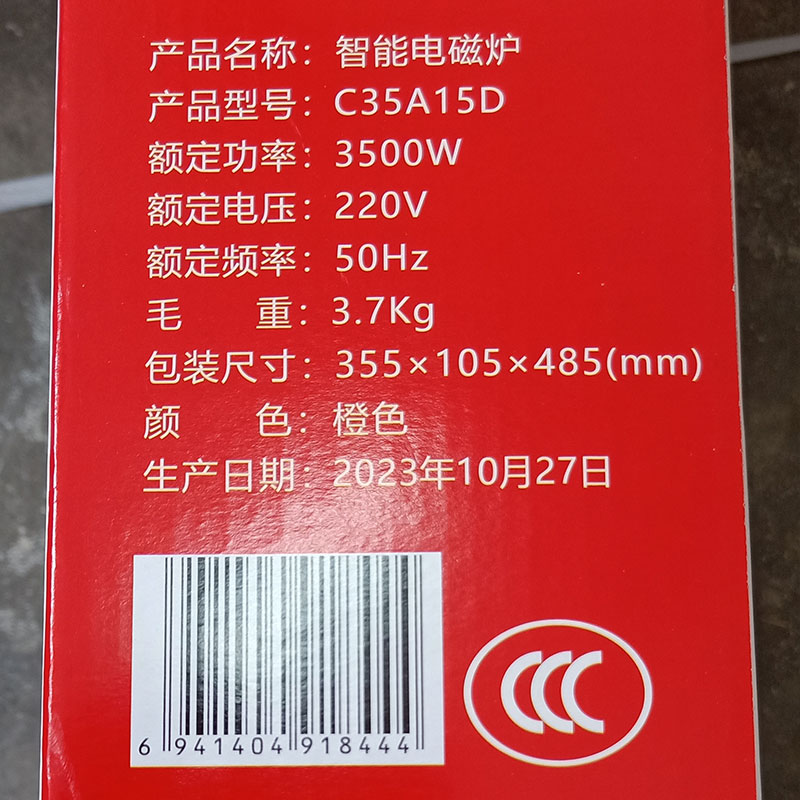 产品名称：智能电磁炉
产品型号：C35A15D
额定功率：3500W
额定电压：220V
额定频率：50Hz
毛 重：3.7Kg
包装尺寸：355×105×485(mm)
颜 色：橙色
生产日期：2023年10月27日
6 941404 918444
CCC